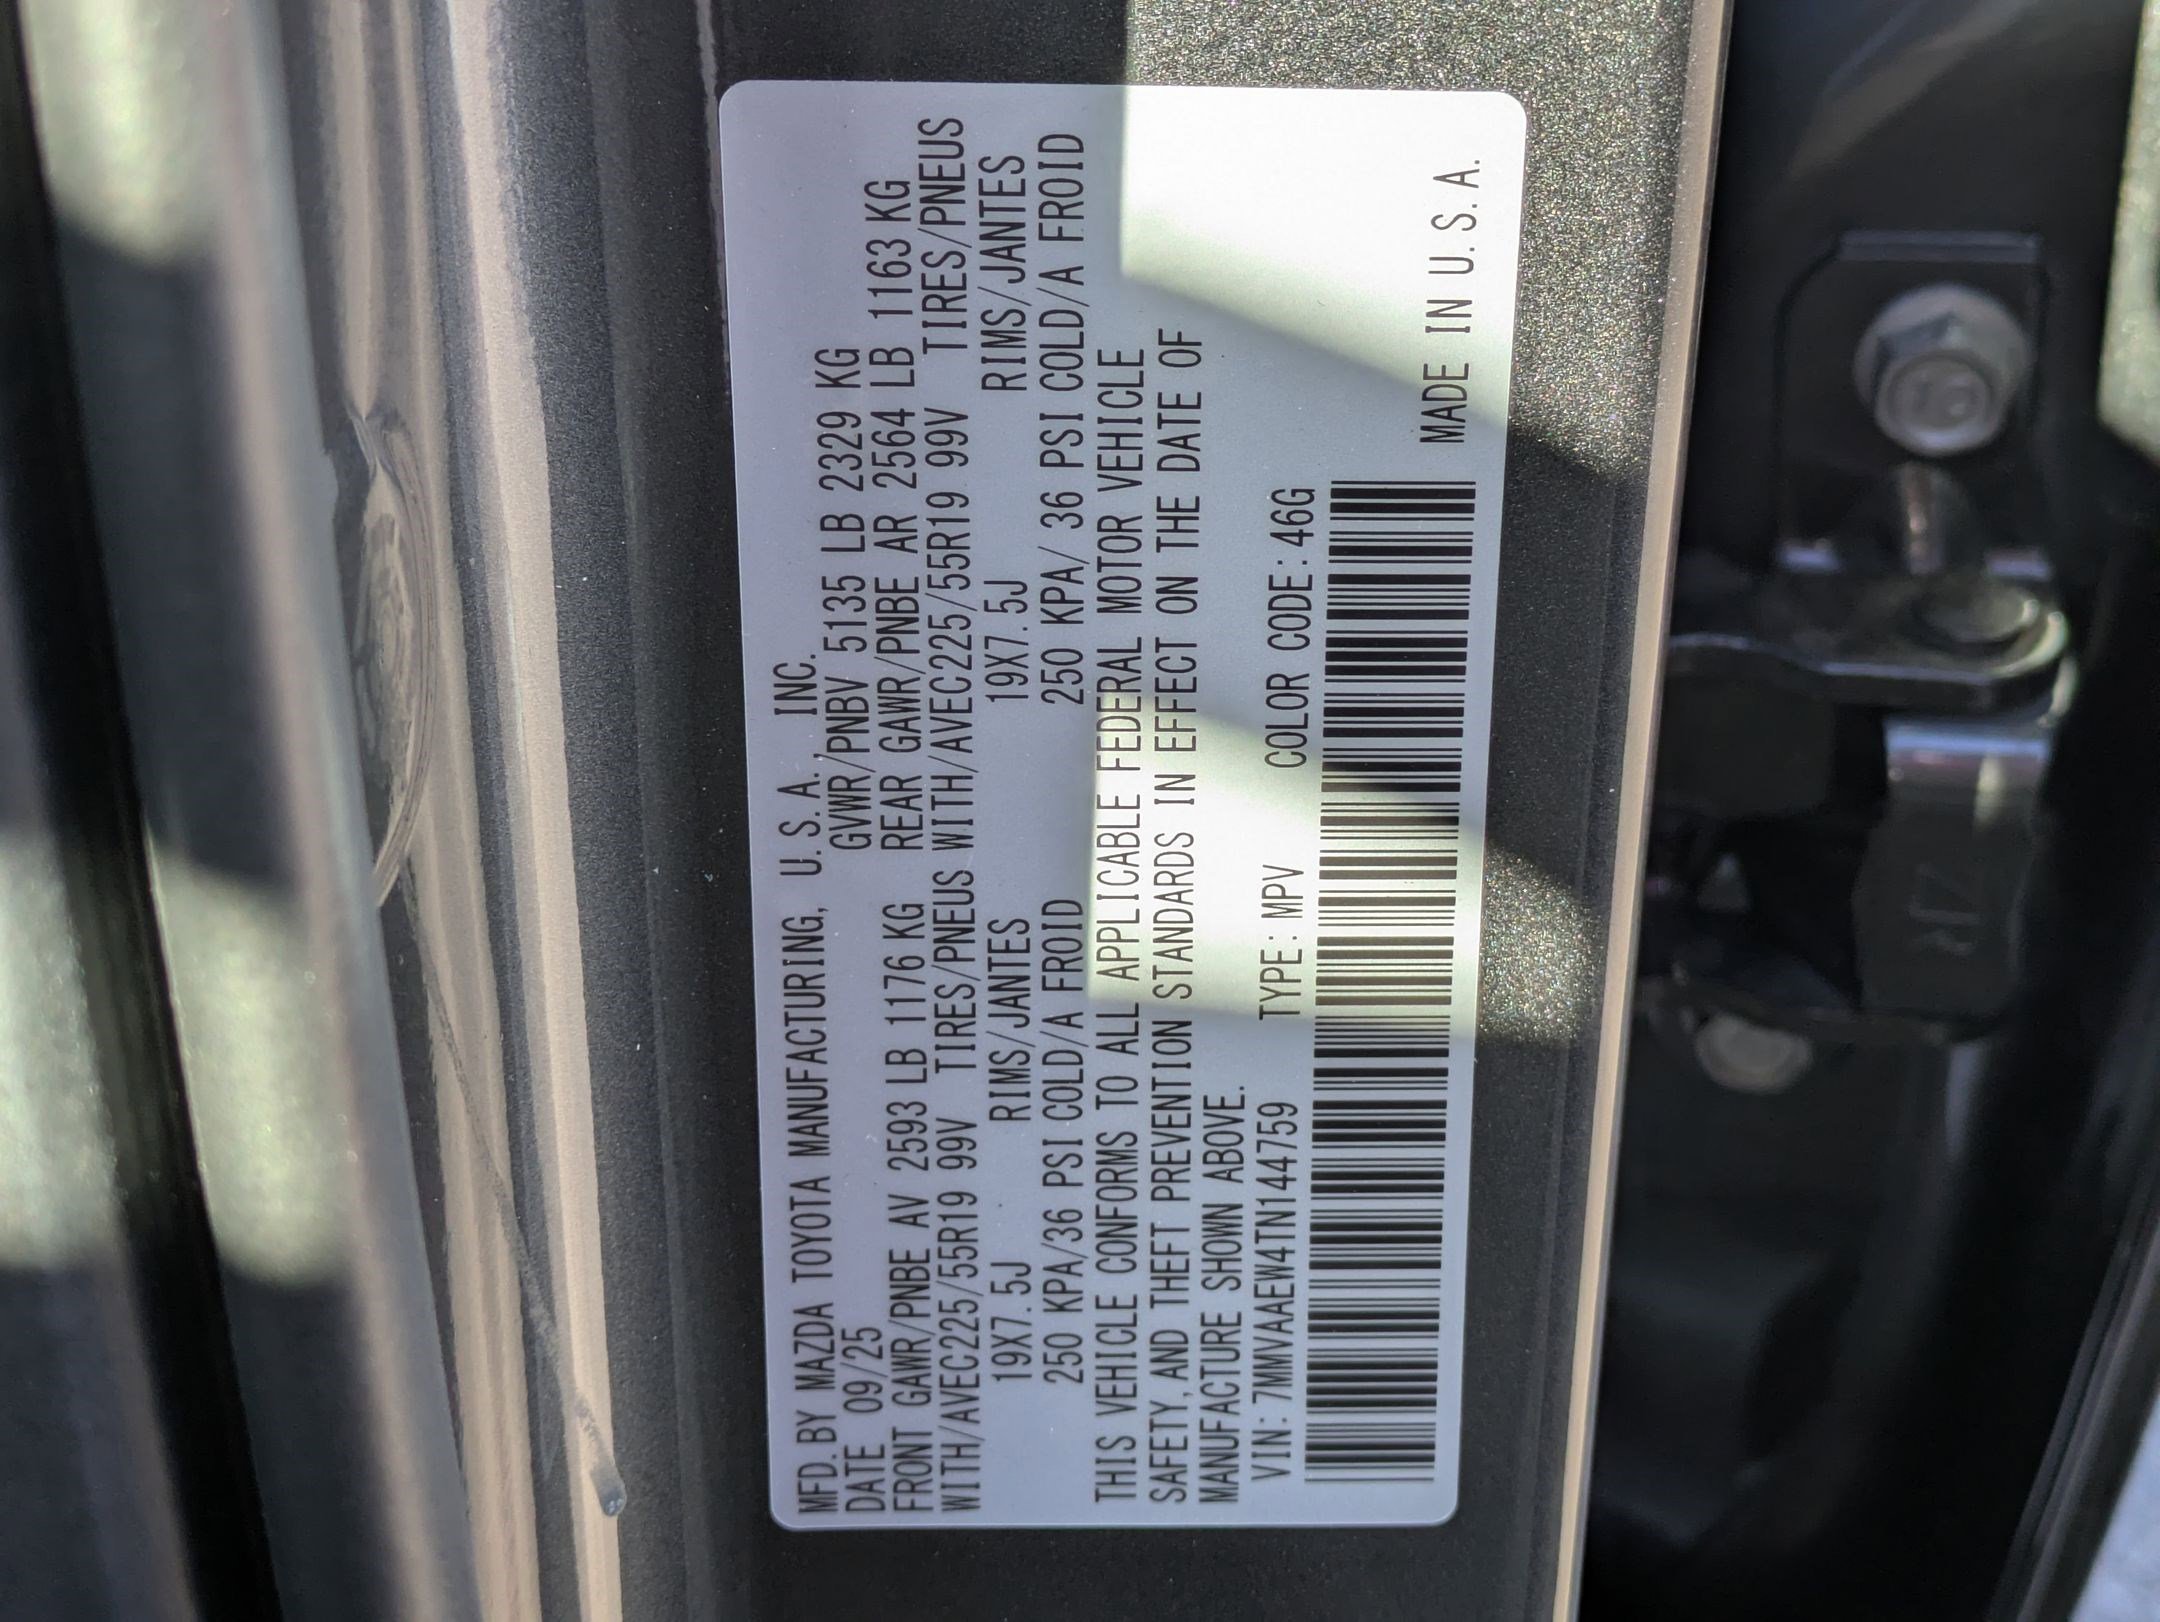 MFD. BY MAZDA TOYOTA MANUFACTURING, U.S.A., INC.
DATE 09/25 GVWR/PNBV 5135 LB 2329 KG
FRONT GAWR/PNBE AV 2593 LB 1176 KG REAR GAWR/PNBE AR 2564 LB 1163 KG
WITH/AVEC225/55R19 99V TIRES/PNEUS WITH/AVEC225/55R19 99V TIRES/PNEUS
19X7.5J RIMS/JANTES 19X7.5J RIMS/JANTES
250 KPA/36 PSI COLD/A FROID 250 KPA/ 36 PSI COLD/A FROID
THIS VEHICLE CONFORMS TO ALL APPLICABLE FEDERAL MOTOR VEHICLE
SAFETY, AND THEFT PREVENTION STANDARDS IN EFFECT ON THE DATE OF
MANUFACTURE SHOWN ABOVE.
VIN: 7MMVAAEW4TN144759 TYPE: MPV COLOR CODE: 46G
MADE IN U.S.A.